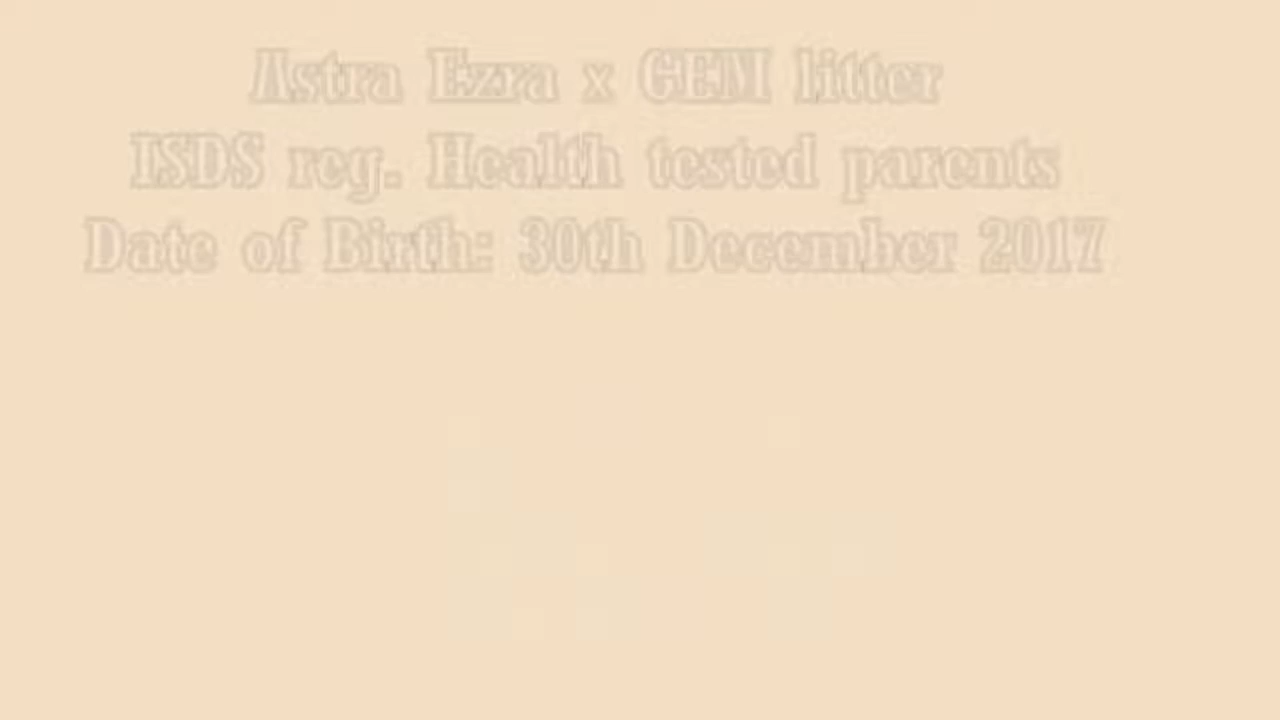 Astra Ezra x GEM litter
ISDS reg. Health tested parents
Date of Birth: 30th December 2017